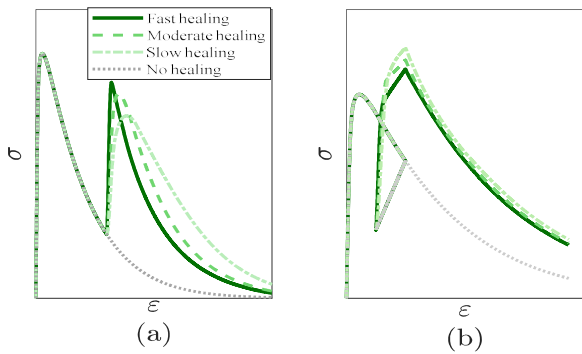 Fast healing
Moderate healing
Slow healing
No healing
σ
ε
(a)
σ
ε
(b)